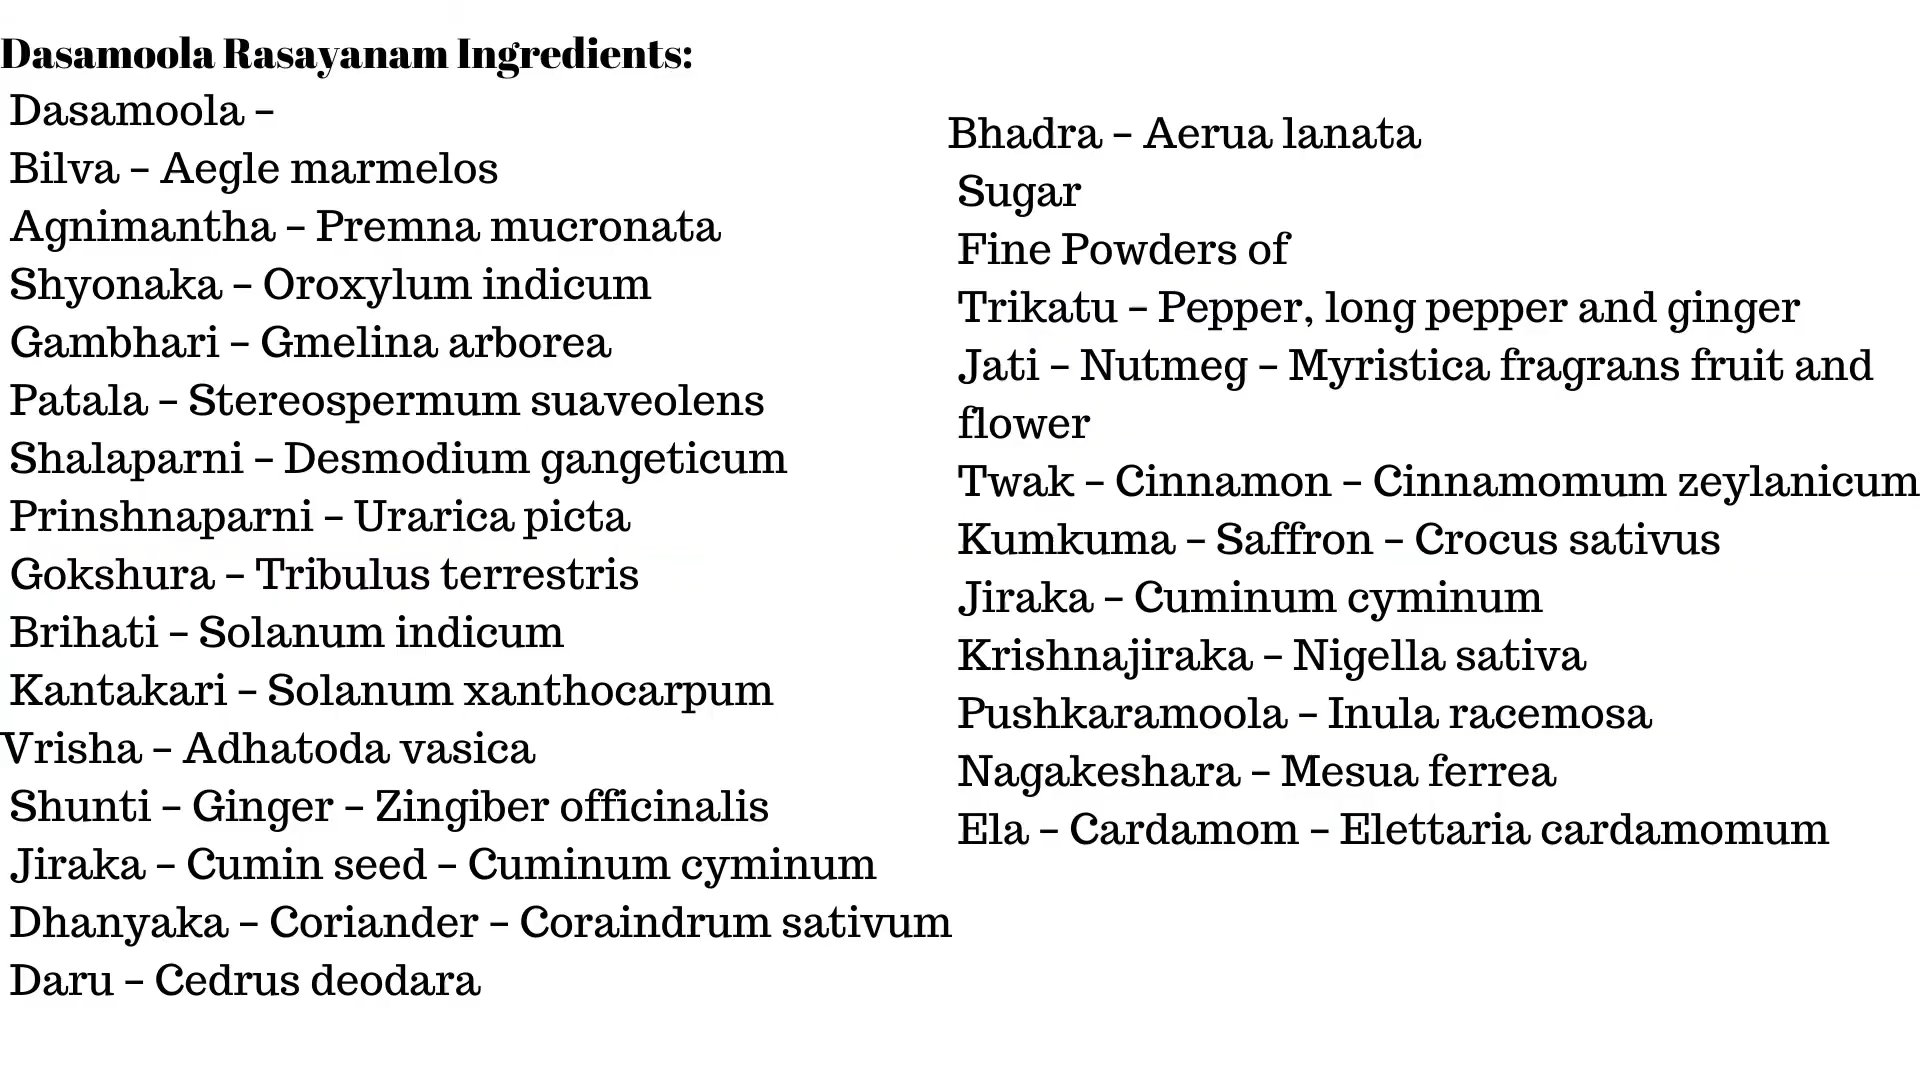 Dasamoola Rasayanam Ingredients:
Dasamoola –
Bilva – Aegle marmelos
Agnimantha – Premna mucronata
Shyonaka – Oroxylum indicum
Gambhari – Gmelina arborea
Patala – Stereospermum suaveolens
Shalaparni – Desmodium gangeticum
Prinshnaparni – Urarica picta
Gokshura – Tribulus terrestris
Brihati – Solanum indicum
Kantakari – Solanum xanthocarpum
Vrisha – Adhatoda vasica
Shunti – Ginger – Zingiber officinalis
Jiraka – Cumin seed – Cuminum cyminum
Dhanyaka – Coriander – Coraindrum sativum
Daru – Cedrus deodara
Bhadra – Aerua lanata
Sugar
Fine Powders of
Trikatu – Pepper, long pepper and ginger
Jati – Nutmeg – Myristica fragrans fruit and
flower
Twak – Cinnamon – Cinnamomum zeylanicum
Kumkuma – Saffron – Crocus sativus
Jiraka – Cuminum cyminum
Krishnajiraka – Nigella sativa
Pushkaramoola – Inula racemosa
Nagakeshara – Mesua ferrea
Ela – Cardamom – Elettaria cardamomum